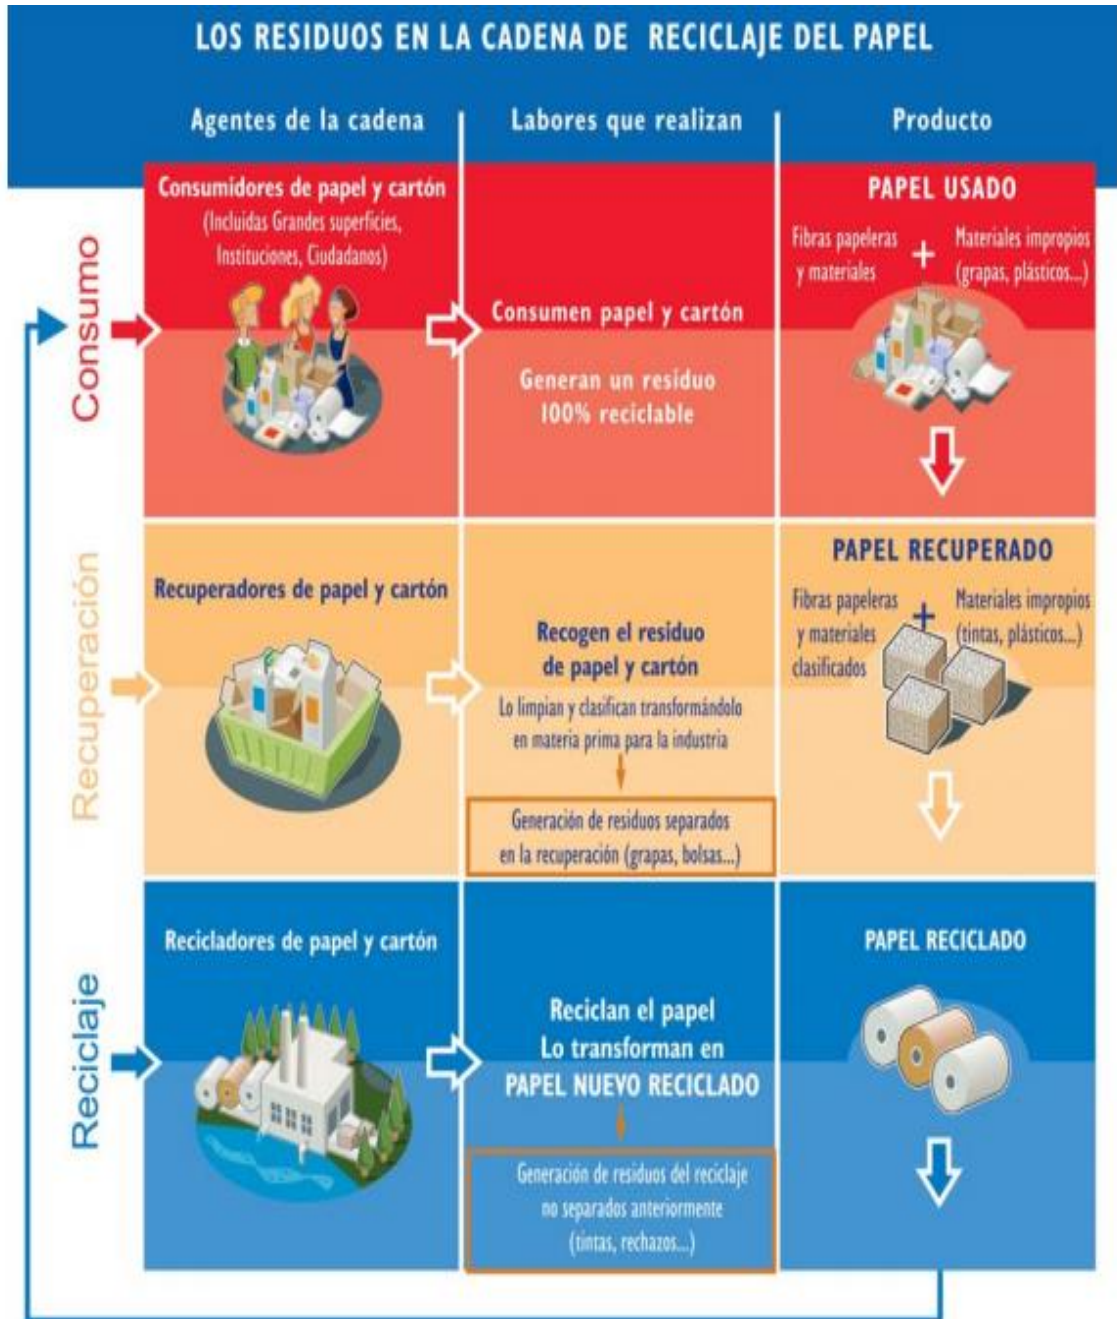 LOS RESIDUOS EN LA CADENA DE RECICLAJE DEL PAPEL
Agentes de la cadena
Labores que realizan
Producto
Consumo
Consumidores de papel y cartón
(Incluidas Grandes superficies,
Instituciones, Ciudadanos)
Consumen papel y cartón
Generan un residuo
100% reciclable
PAPEL USADO
Fibras papeleras
y materiales
+
Materiales impropios
(grapas, plásticos...)
Recuperación
Recuperadores de papel y cartón
Recogen el residuo
de papel y cartón
Lo limpian y clasifican transformándolo
en materia prima para la industria
Generación de residuos separados
en la recuperación (grapas, bolsas...)
PAPEL RECUPERADO
Fibras papeleras
y materiales
clasificados
+
Materiales impropios
(tintas, plásticos...)
Reciclaje
Recicladores de papel y cartón
Reciclan el papel
Lo transforman en
PAPEL NUEVO RECICLADO
Generación de residuos del reciclaje
no separados anteriormente
(tintas, rechazos...)
PAPEL RECICLADO